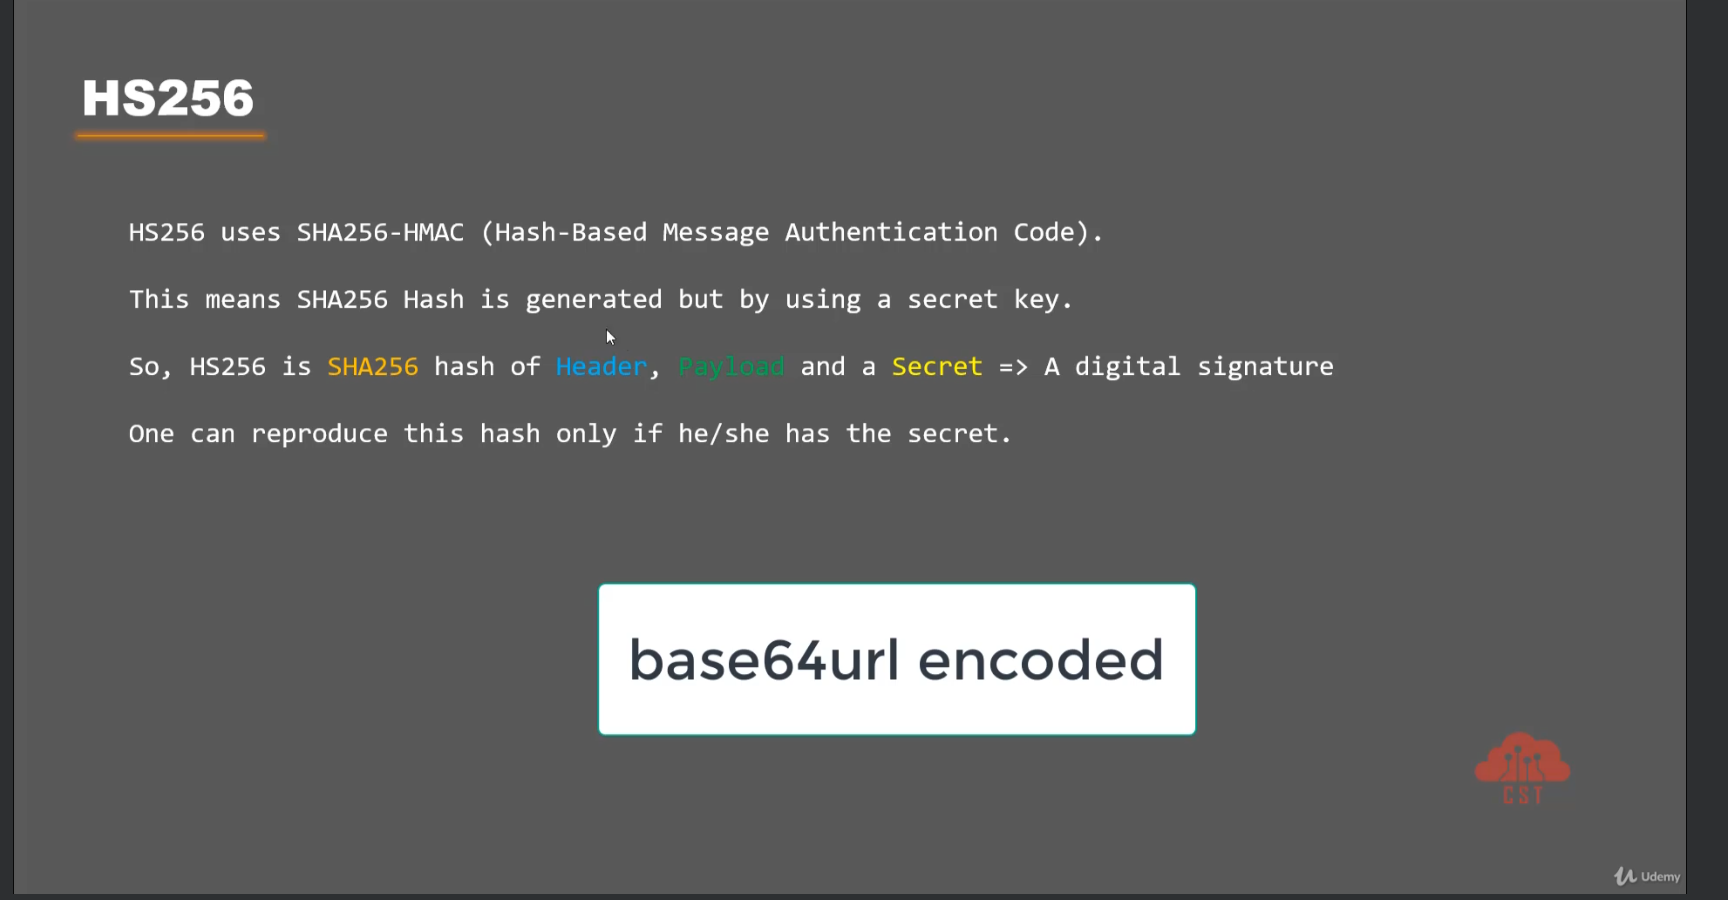 HS256
HS256 uses SHA256-HMAC (Hash-Based Message Authentication Code).
This means SHA256 Hash is generated but by using a secret key.
So, HS256 is SHA256 hash of Header, Payload and a Secret => A digital signature
One can reproduce this hash only if he/she has the secret.
base64url encoded
CST
Udemy